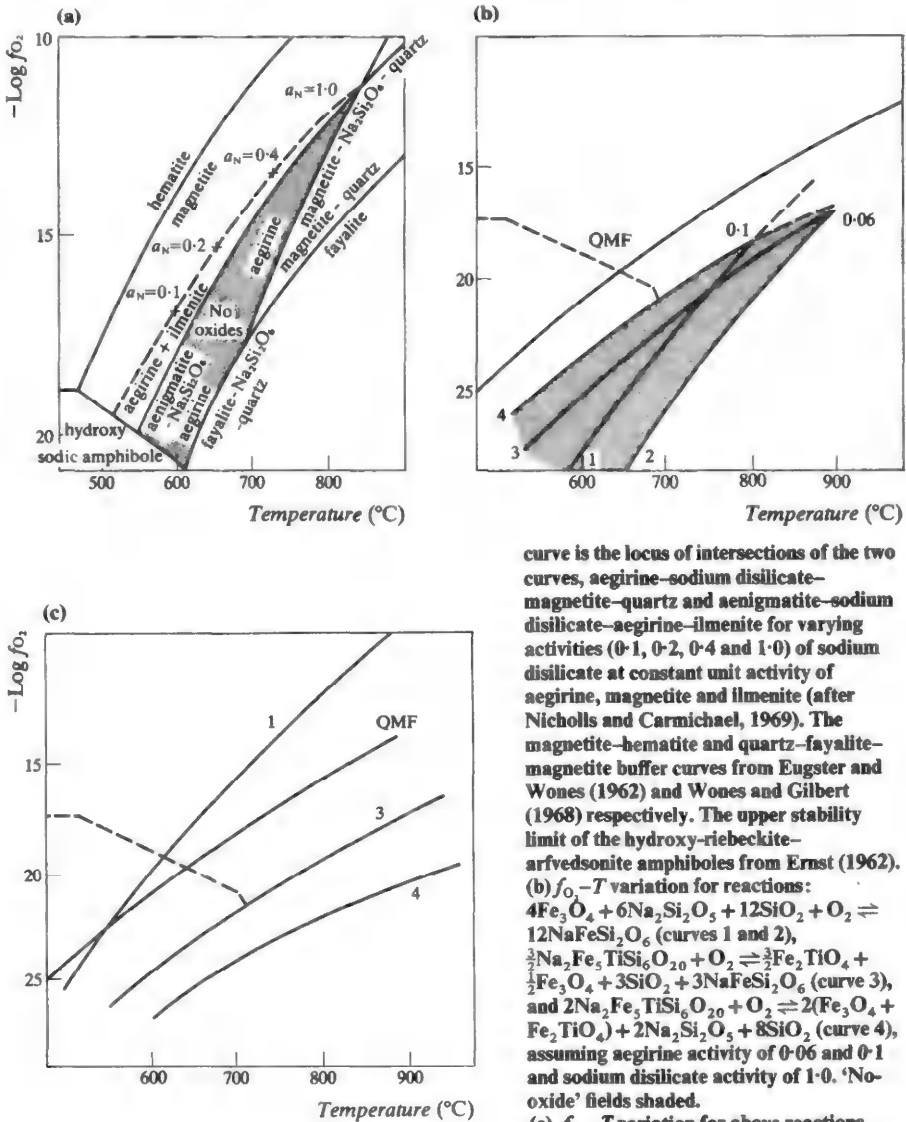 (a)
10
15
20
−Log fO₂
hematite
magnetite
aN=1·0
aN=0·4
aN=0·2
aN=0·1
aegirine + ilmenite
aenigmatite
-Na₂Si₂O₆
aegirine
No
oxides
aegirine
magnetite - Na₂Si₂O₆ - quartz
magnetite - quartz
fayalite
fayalite-Na₂Si₂O₆
-quartz
hydroxy
sodic amphibole
500
600
700
800
Temperature (°C)
(b)
15
20
25
QMF
0·1
0·06
4
3
1
2
600
700
800
900
Temperature (°C)
(c)
−Log fO₂
15
20
25
1
QMF
3
4
600
700
800
900
Temperature (°C)
curve is the locus of intersections of the two
curves, aegirine–sodium disilicate–
magnetite–quartz and aenigmatite–sodium
disilicate–aegirine–ilmenite for varying
activities (0·1, 0·2, 0·4 and 1·0) of sodium
disilicate at constant unit activity of
aegirine, magnetite and ilmenite (after
Nicholls and Carmichael, 1969). The
magnetite–hematite and quartz–fayalite–
magnetite buffer curves from Eugster and
Wones (1962) and Wones and Gilbert
(1968) respectively. The upper stability
limit of the hydroxy-riebeckite–
arfvedsonite amphiboles from Ernst (1962).
(b) fO₂–T variation for reactions:
4Fe₃O₄ + 6Na₂Si₂O₅ + 12SiO₂ + O₂ ⇌
12NaFeSi₂O₆ (curves 1 and 2),
3/2Na₂Fe₅TiSi₆O₂₀ + O₂ ⇌ 3/2Fe₂TiO₄ +
1/2Fe₃O₄ + 3SiO₂ + 3NaFeSi₂O₆ (curve 3),
and 2Na₂Fe₅TiSi₆O₂₀ + O₂ ⇌ 2(Fe₃O₄ +
Fe₂TiO₄) + 2Na₂Si₂O₅ + 8SiO₂ (curve 4),
assuming aegirine activity of 0·06 and 0·1
and sodium disilicate activity of 1·0. ‘No-
oxide’ fields shaded.
variation for above reactions